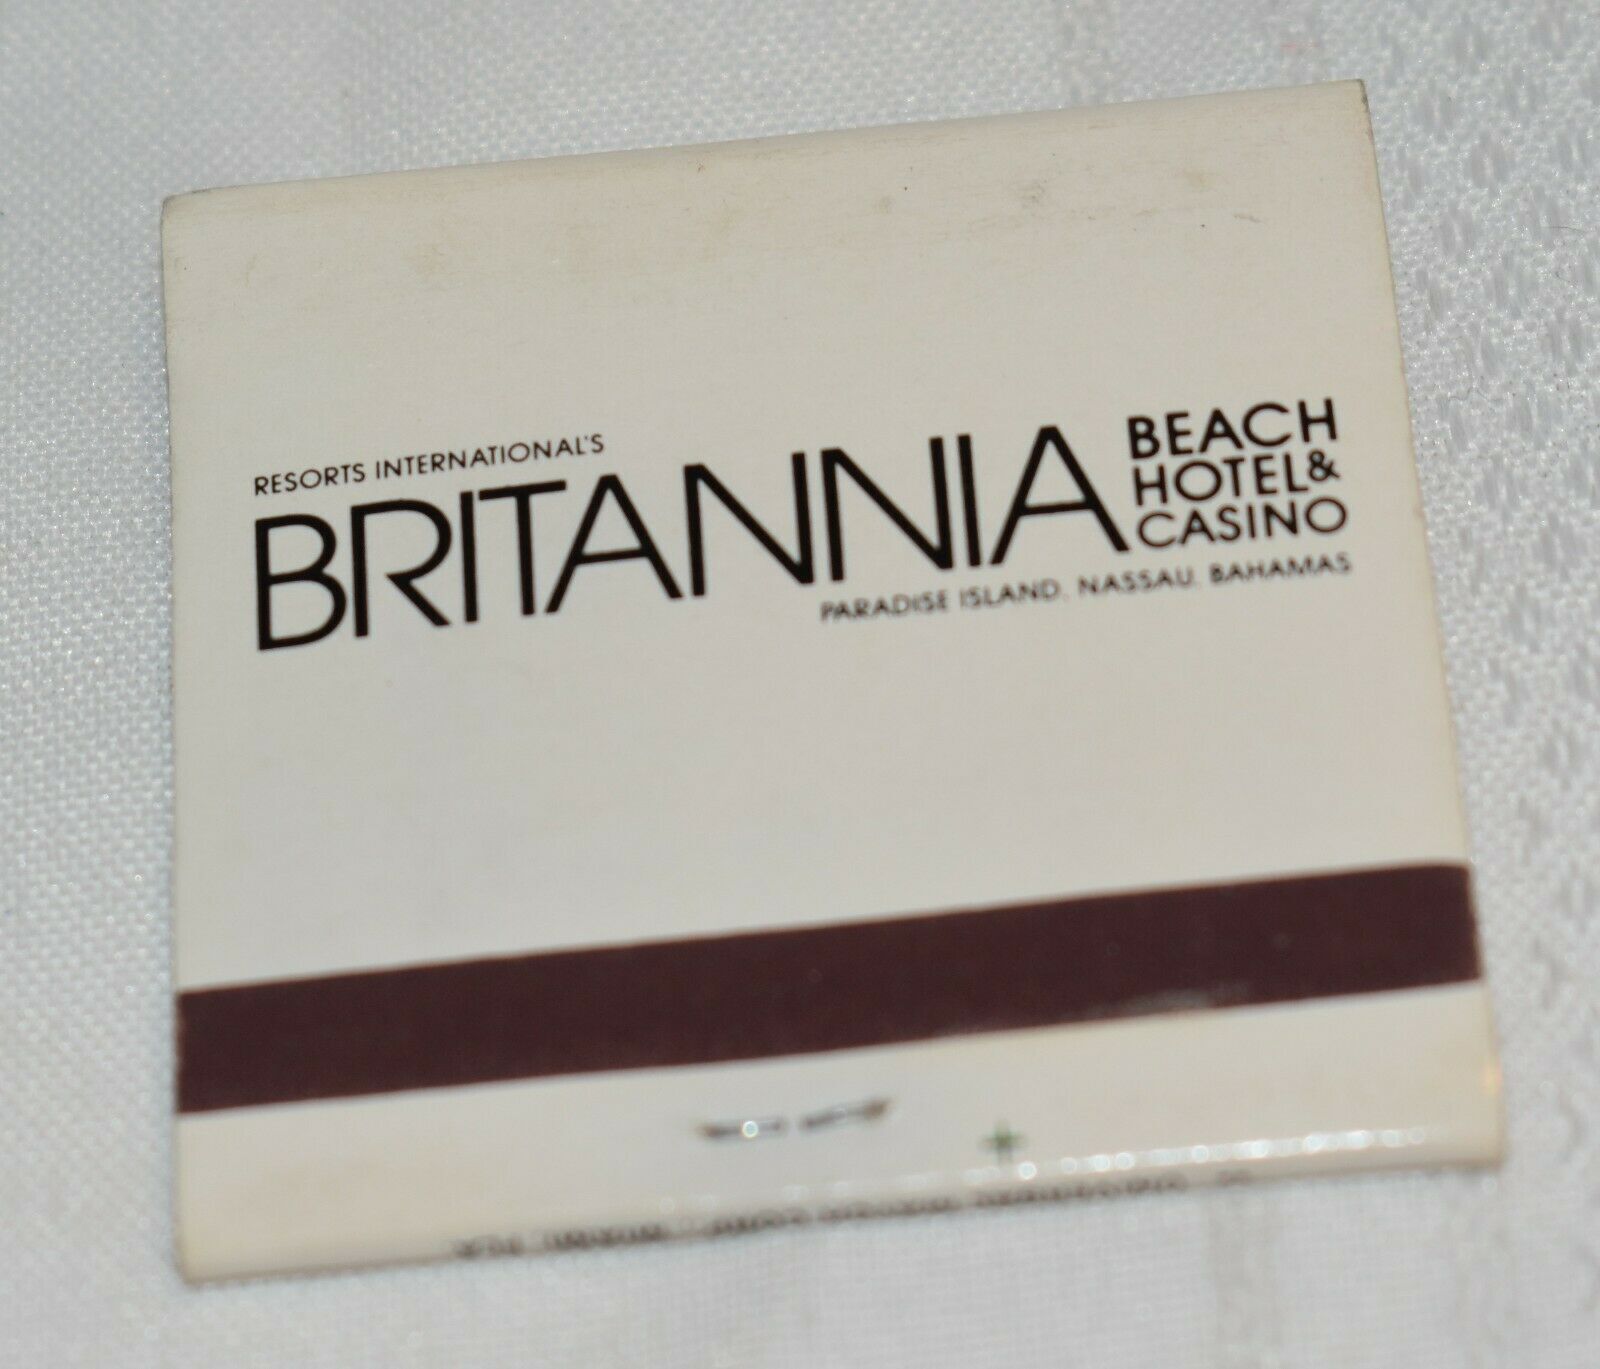 RESORTS INTERNATIONAL'S
BRITANNIA
BEACH
HOTEL&
CASINO
PARADISE ISLAND, NASSAU, BAHAMAS